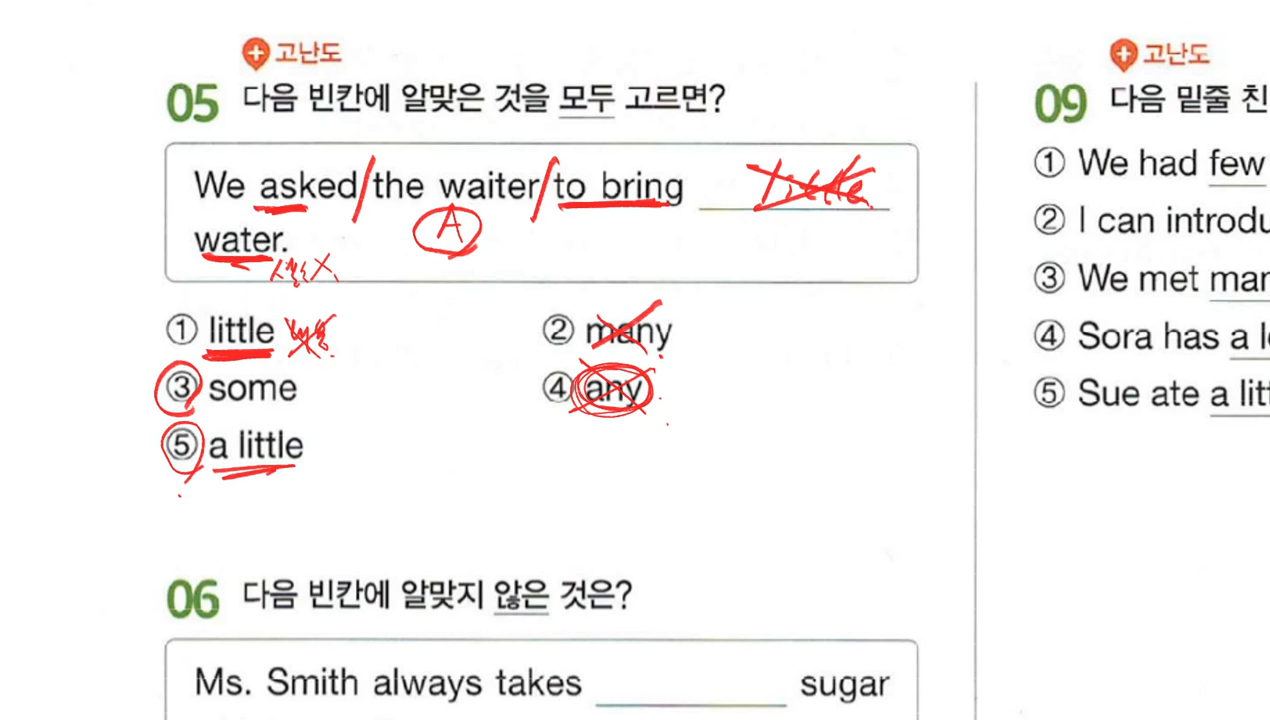 고난도
05 다음 빈칸에 알맞은 것을 모두 고르면?
We asked the waiter to bring little
A
water.
① little ② many
③ some ④ any
⑤ a little
06 다음 빈칸에 알맞지 않은 것은?
Ms. Smith always takes sugar
고난도
09 다음 밑줄 친
① We had few
② I can introdu
③ We met mar
④ Sora has a l
⑤ Sue ate a lit